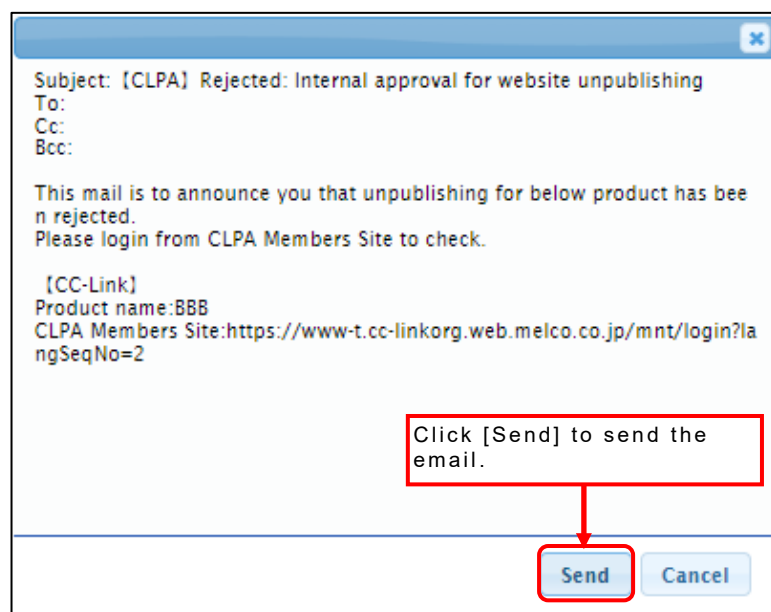 Subject:【CLPA】Rejected: Internal approval for website unpublishing
To:
Cc:
Bcc:
This mail is to announce you that unpublishing for below product has bee
n rejected.
Please login from CLPA Members Site to check.
【CC-Link】
Product name:BBB
CLPA Members Site:https://www-t.cc-linkorg.web.melco.co.jp/mnt/login?la
ngSeqNo=2
Click [Send] to send the
email.
Send Cancel